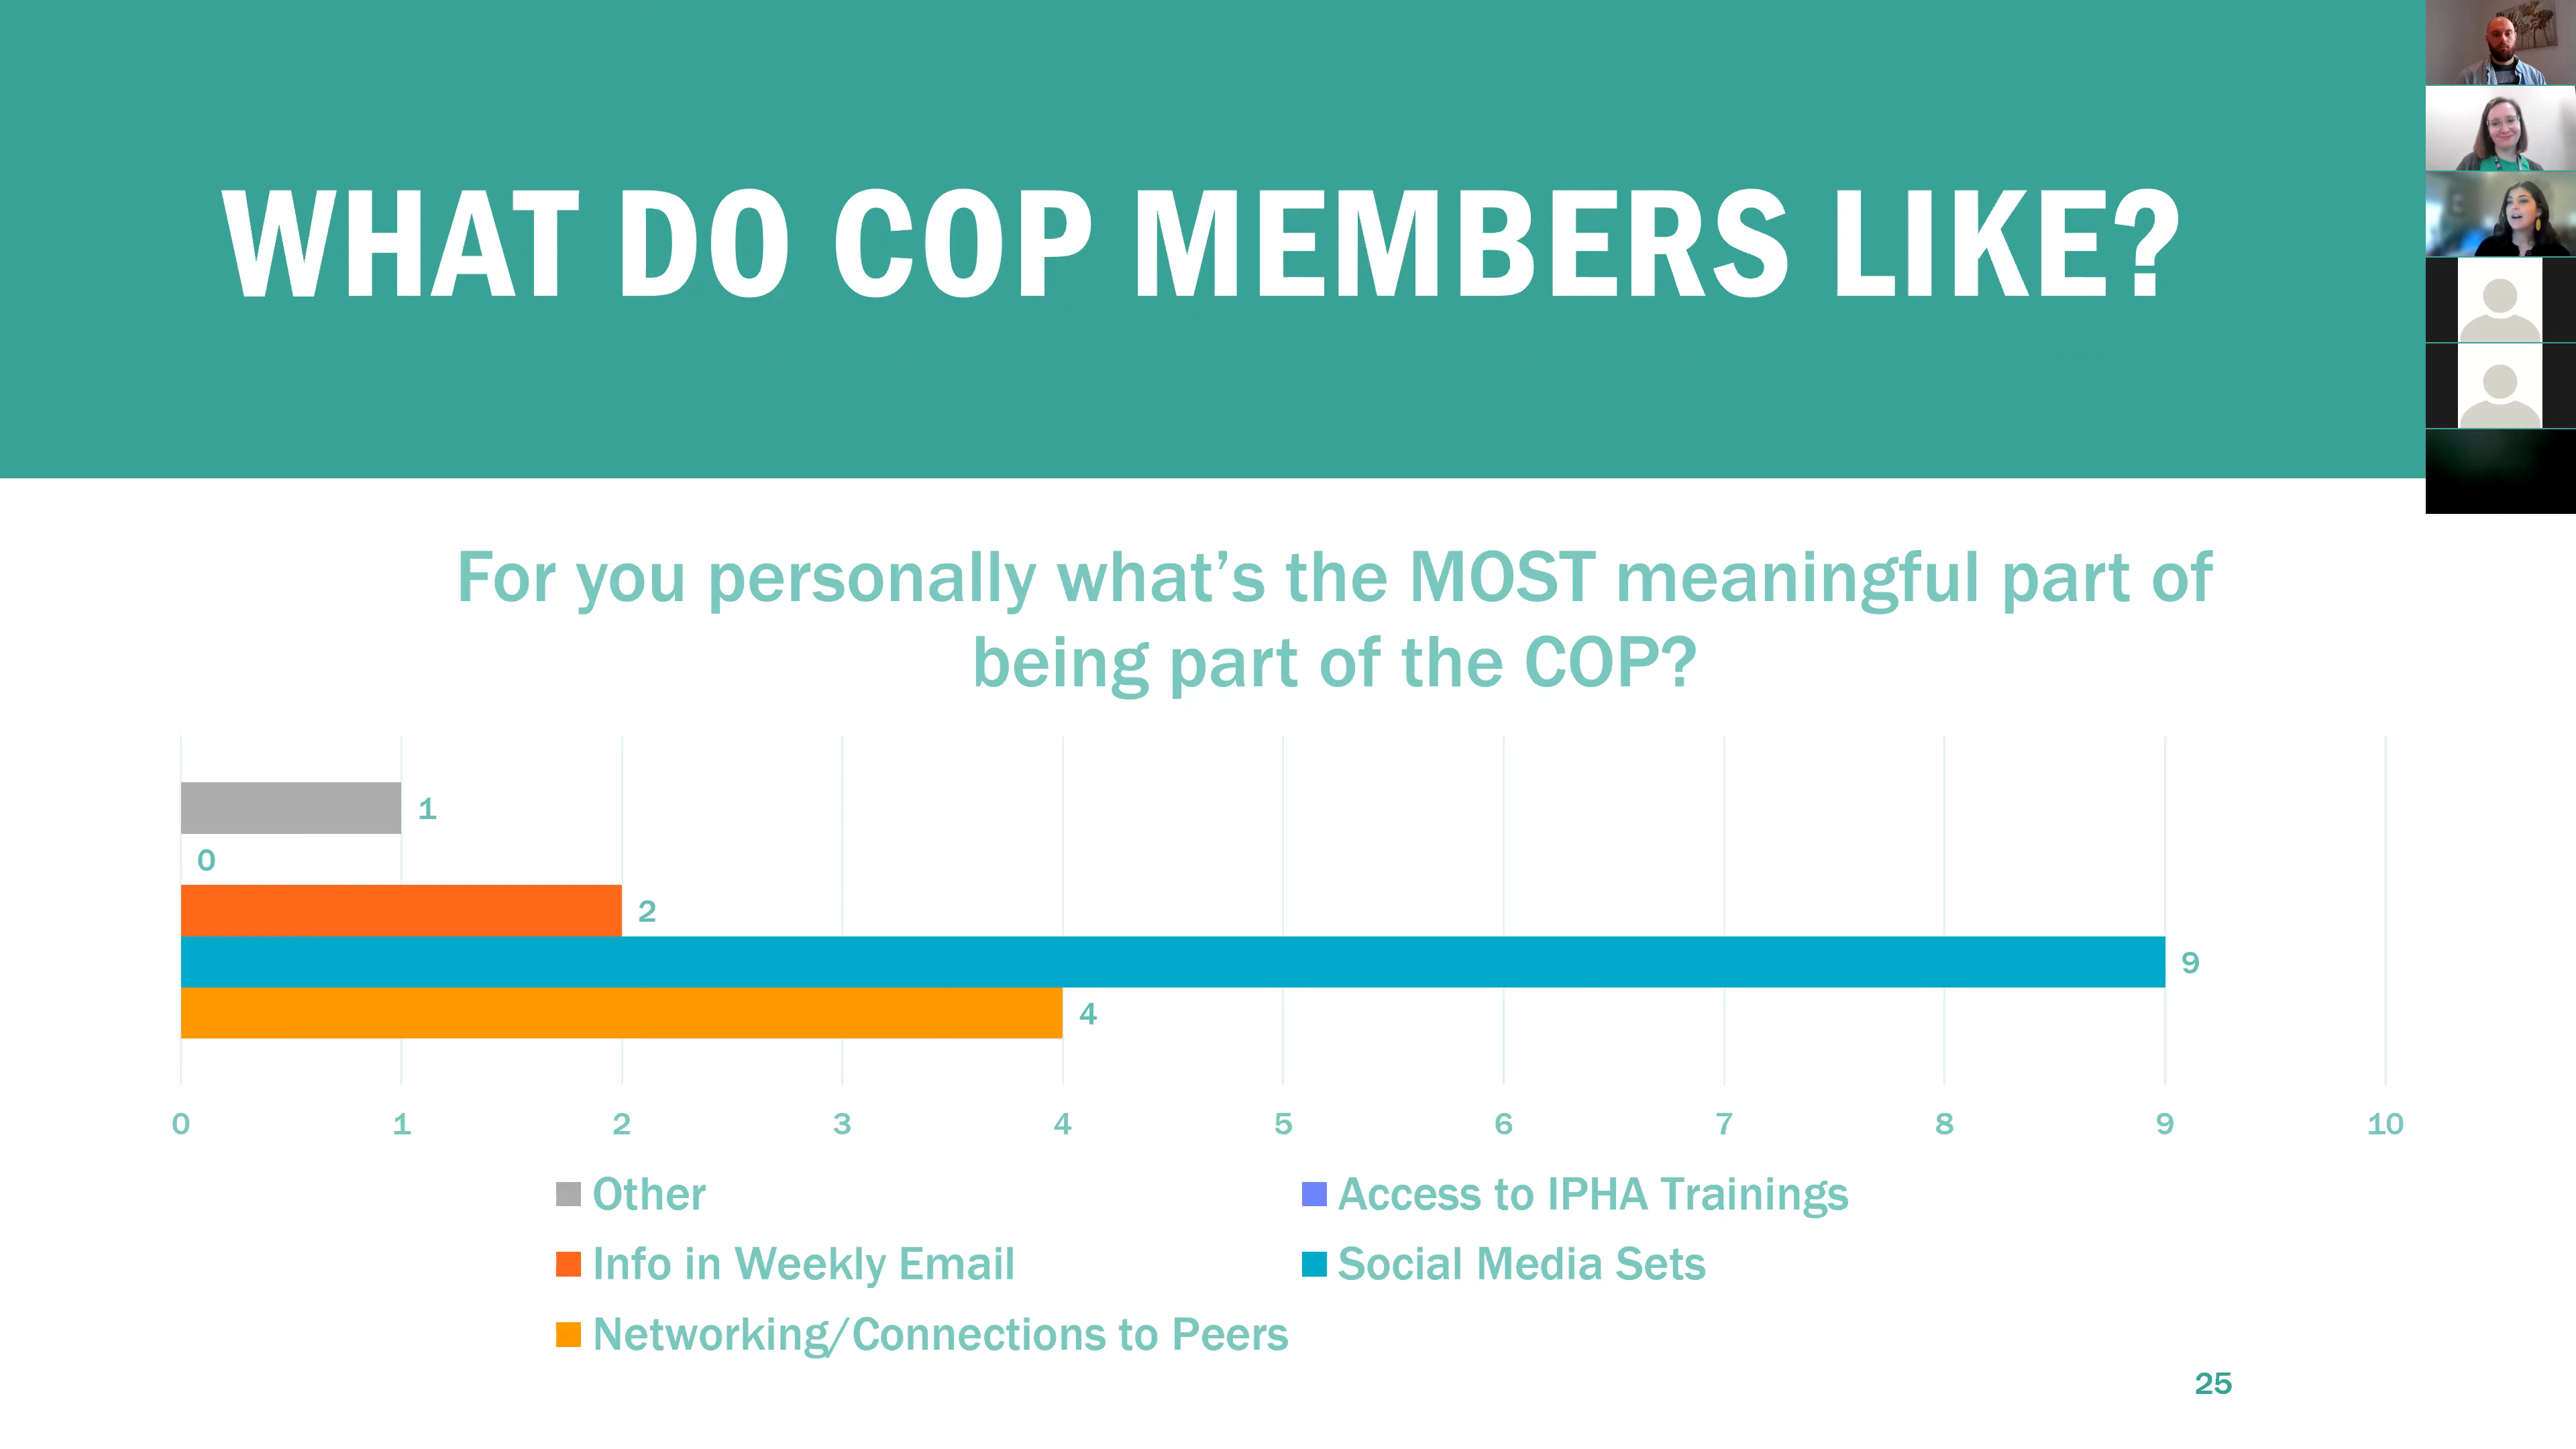 WHAT DO COP MEMBERS LIKE?
For you personally what’s the MOST meaningful part of
being part of the COP?
1
0
2
9
4
0 1 2 3 4 5 6 7 8 9 10
Other
Access to IPHA Trainings
Info in Weekly Email
Social Media Sets
Networking/Connections to Peers
25